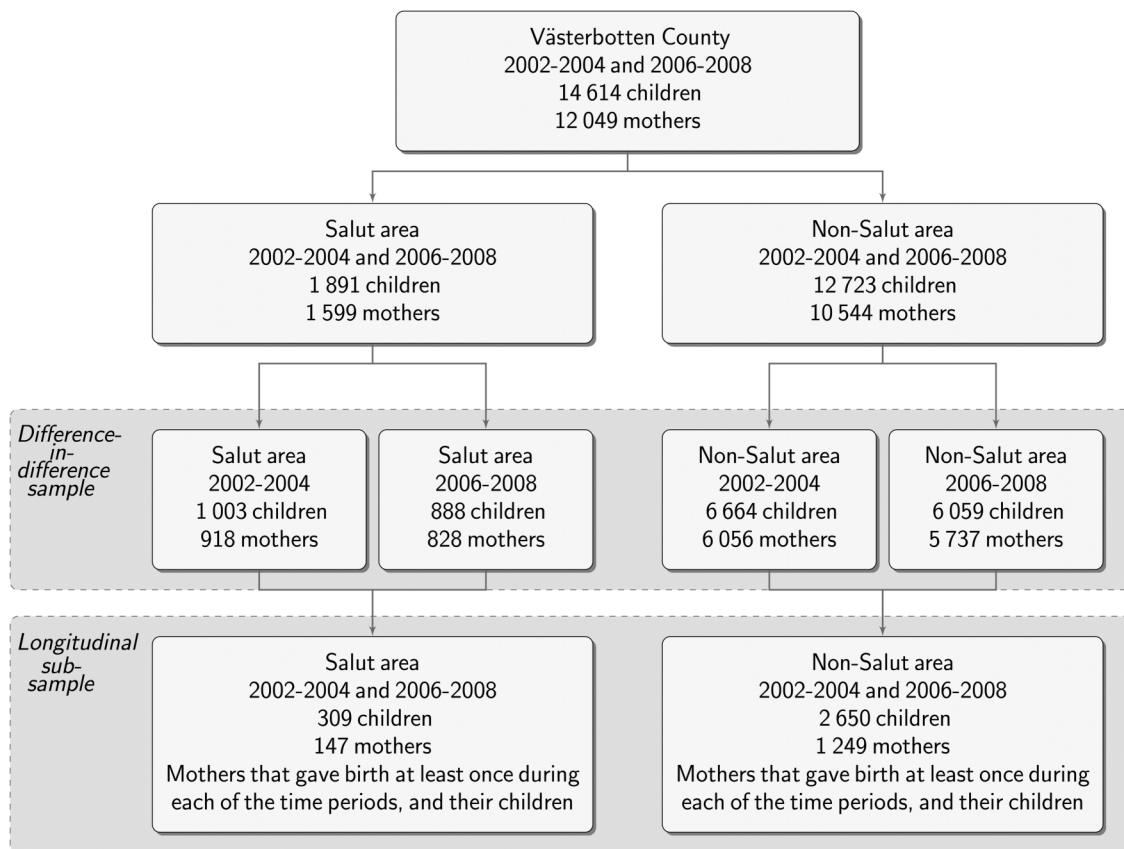 Västerbotten County
2002-2004 and 2006-2008
14 614 children
12 049 mothers
Salut area
2002-2004 and 2006-2008
1 891 children
1 599 mothers
Non-Salut area
2002-2004 and 2006-2008
12 723 children
10 544 mothers
Difference-
in-
difference
sample
Salut area
2002-2004
1 003 children
918 mothers
Salut area
2006-2008
888 children
828 mothers
Non-Salut area
2002-2004
6 664 children
6 056 mothers
Non-Salut area
2006-2008
6 059 children
5 737 mothers
Longitudinal
sub-
sample
Salut area
2002-2004 and 2006-2008
309 children
147 mothers
Mothers that gave birth at least once during
each of the time periods, and their children
Non-Salut area
2002-2004 and 2006-2008
2 650 children
1 249 mothers
Mothers that gave birth at least once during
each of the time periods, and their children